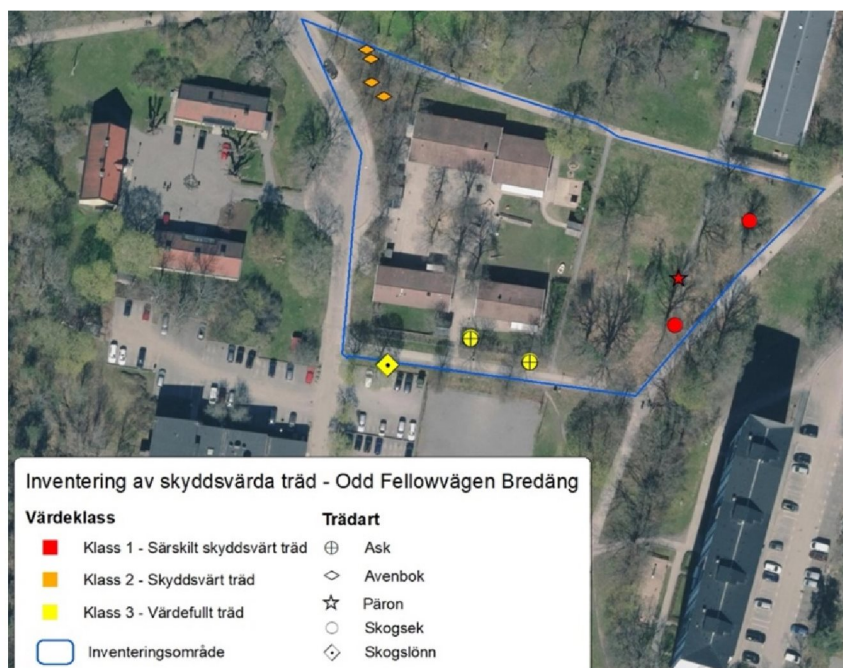 Inventering av skyddsvärda träd - Odd Fellowvägen Bredäng
Värdeklass
Klass 1 - Särskilt skyddsvärt träd
Klass 2 - Skyddsvärt träd
Klass 3 - Värdefullt träd
Inventeringsområde
Trädart
Ask
Avenbok
Päron
Skogsek
Skogslönn